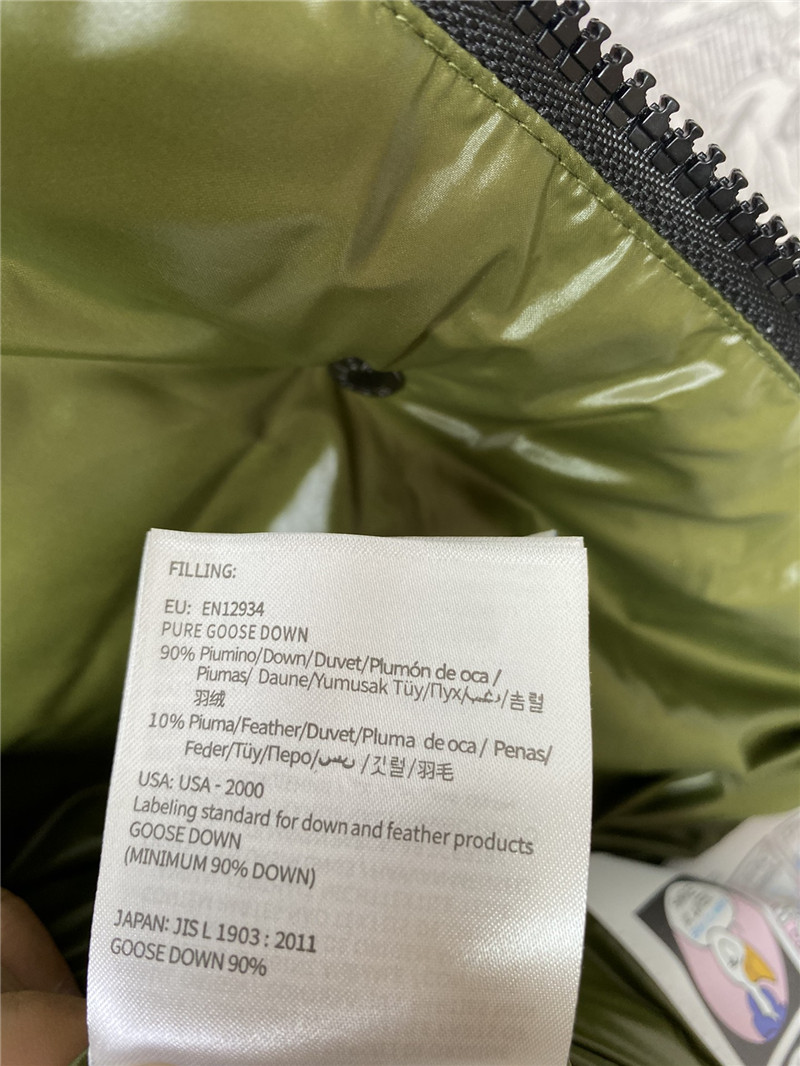 FILLING:
EU: EN12934
PURE GOOSE DOWN
90% Piumino/Down/Duvet/Plumón de oca /
Piumas/ Daune/Yumusak Tüy/Пух/ /솜털
羽绒
10% Piuma/Feather/Duvet/Pluma de oca / Penas/
Feder/Tüy/Перо/ /깃털/羽毛
USA: USA - 2000
Labeling standard for down and feather products
GOOSE DOWN
(MINIMUM 90% DOWN)
JAPAN: JIS L 1903 : 2011
GOOSE DOWN 90%